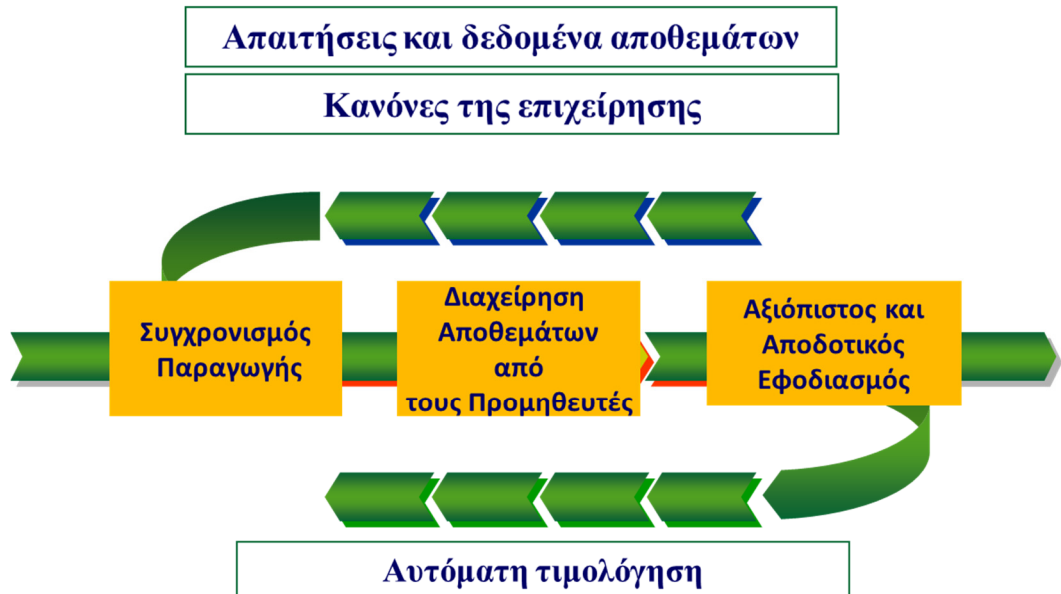 Απαιτήσεις και δεδομένα αποθεμάτων
Κανόνες της επιχείρησης
Συγχρονισμός
Παραγωγής
Διαχείρηση
Αποθεμάτων
από
τους Προμηθευτές
Αξιόπιστος και
Αποδοτικός
Εφοδιασμός
Αυτόματη τιμολόγηση